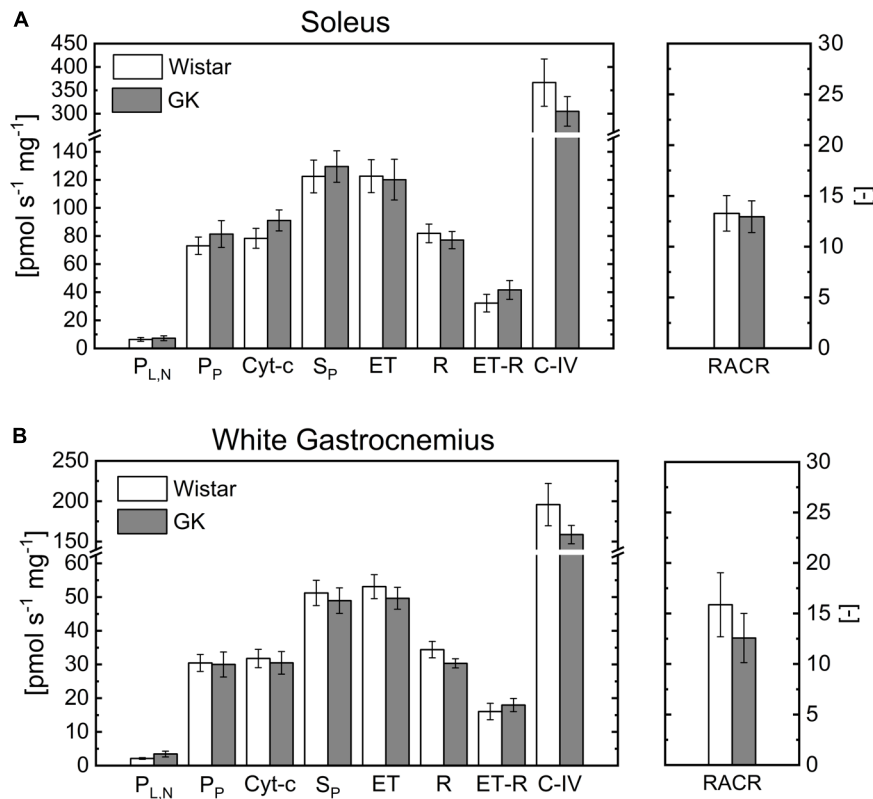 A
Soleus
450
400
350
300
140
120
100
80
60
40
20
0
[pmol s⁻¹ mg⁻¹]
Wistar
GK
P_L,N P_P Cyt-c S_P ET R ET-R C-IV
30
25
20
15
10
5
0
[-]
RACR
B
White Gastrocnemius
250
200
150
60
50
40
30
20
10
0
[pmol s⁻¹ mg⁻¹]
Wistar
GK
P_L,N P_P Cyt-c S_P ET R ET-R C-IV
30
25
20
15
10
5
0
[-]
RACR